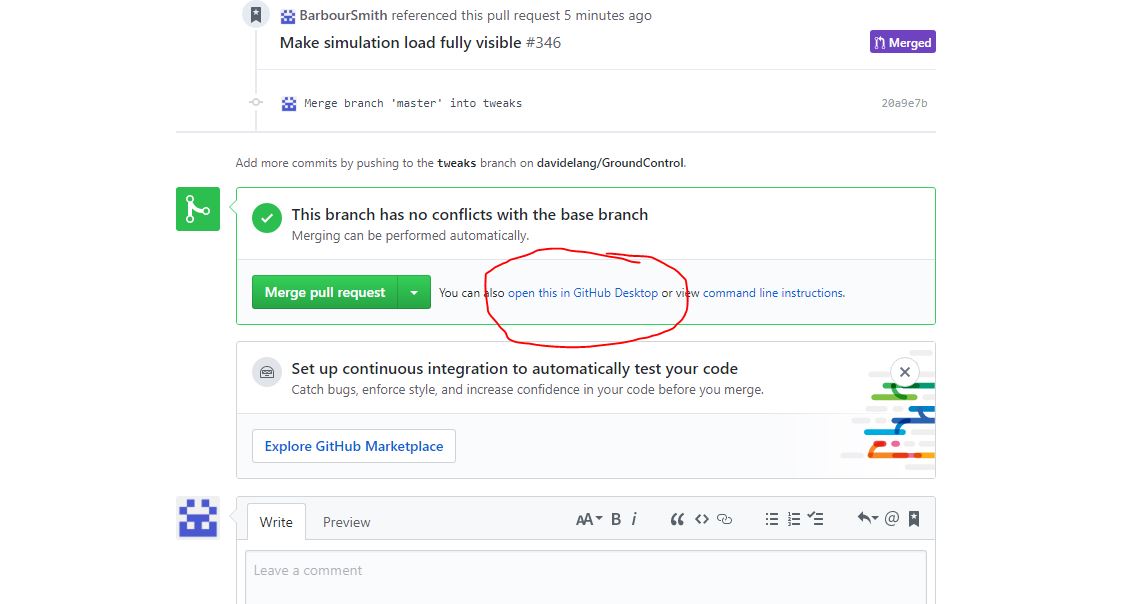 BarbourSmith referenced this pull request 5 minutes ago
Make simulation load fully visible #346
Merged
Merge branch 'master' into tweaks 20a9e7b
Add more commits by pushing to the tweaks branch on davidelang/GroundControl.
This branch has no conflicts with the base branch
Merging can be performed automatically.
Merge pull request You can also open this in GitHub Desktop or view command line instructions.
Set up continuous integration to automatically test your code
Catch bugs, enforce style, and increase confidence in your code before you merge.
Explore GitHub Marketplace
Write Preview AA B i “ <> @
Leave a comment